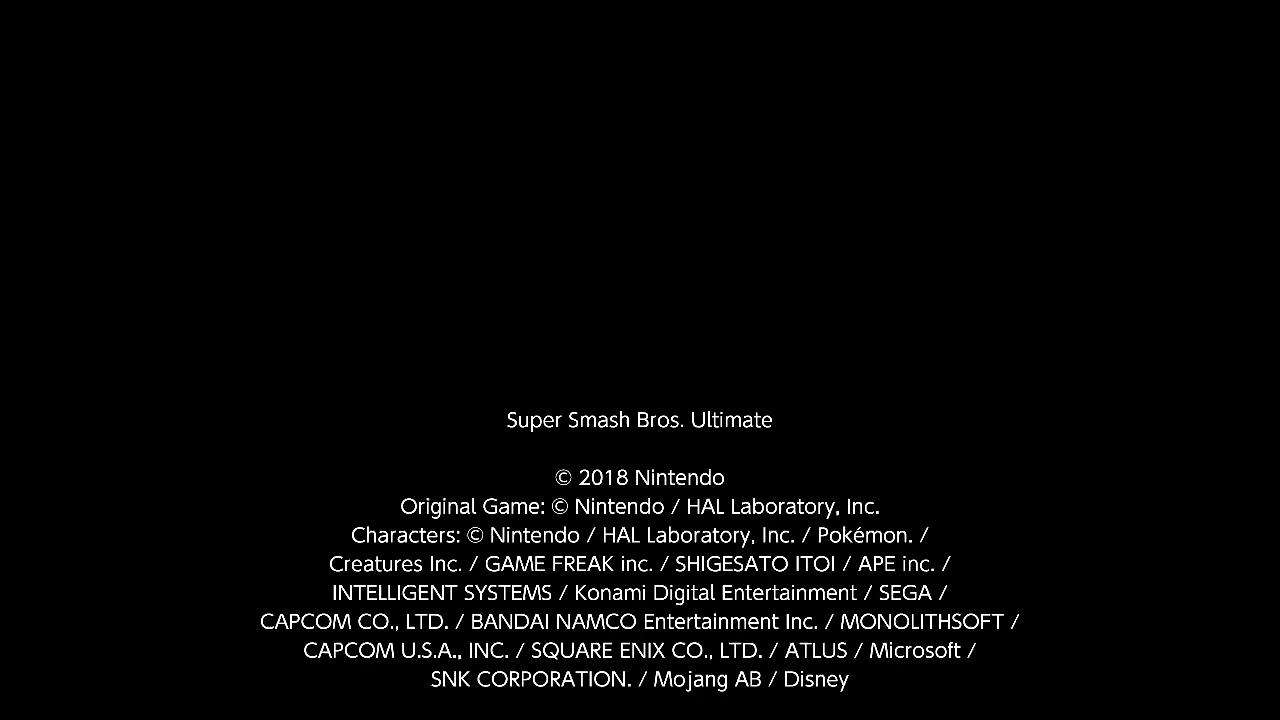 Super Smash Bros. Ultimate
© 2018 Nintendo
Original Game: © Nintendo / HAL Laboratory, Inc.
Characters: © Nintendo / HAL Laboratory, Inc. / Pokémon. /
Creatures Inc. / GAME FREAK inc. / SHIGESATO ITOI / APE inc. /
INTELLIGENT SYSTEMS / Konami Digital Entertainment / SEGA /
CAPCOM CO., LTD. / BANDAI NAMCO Entertainment Inc. / MONOLITHSOFT /
CAPCOM U.S.A., INC. / SQUARE ENIX CO., LTD. / ATLUS / Microsoft /
SNK CORPORATION. / Mojang AB / Disney